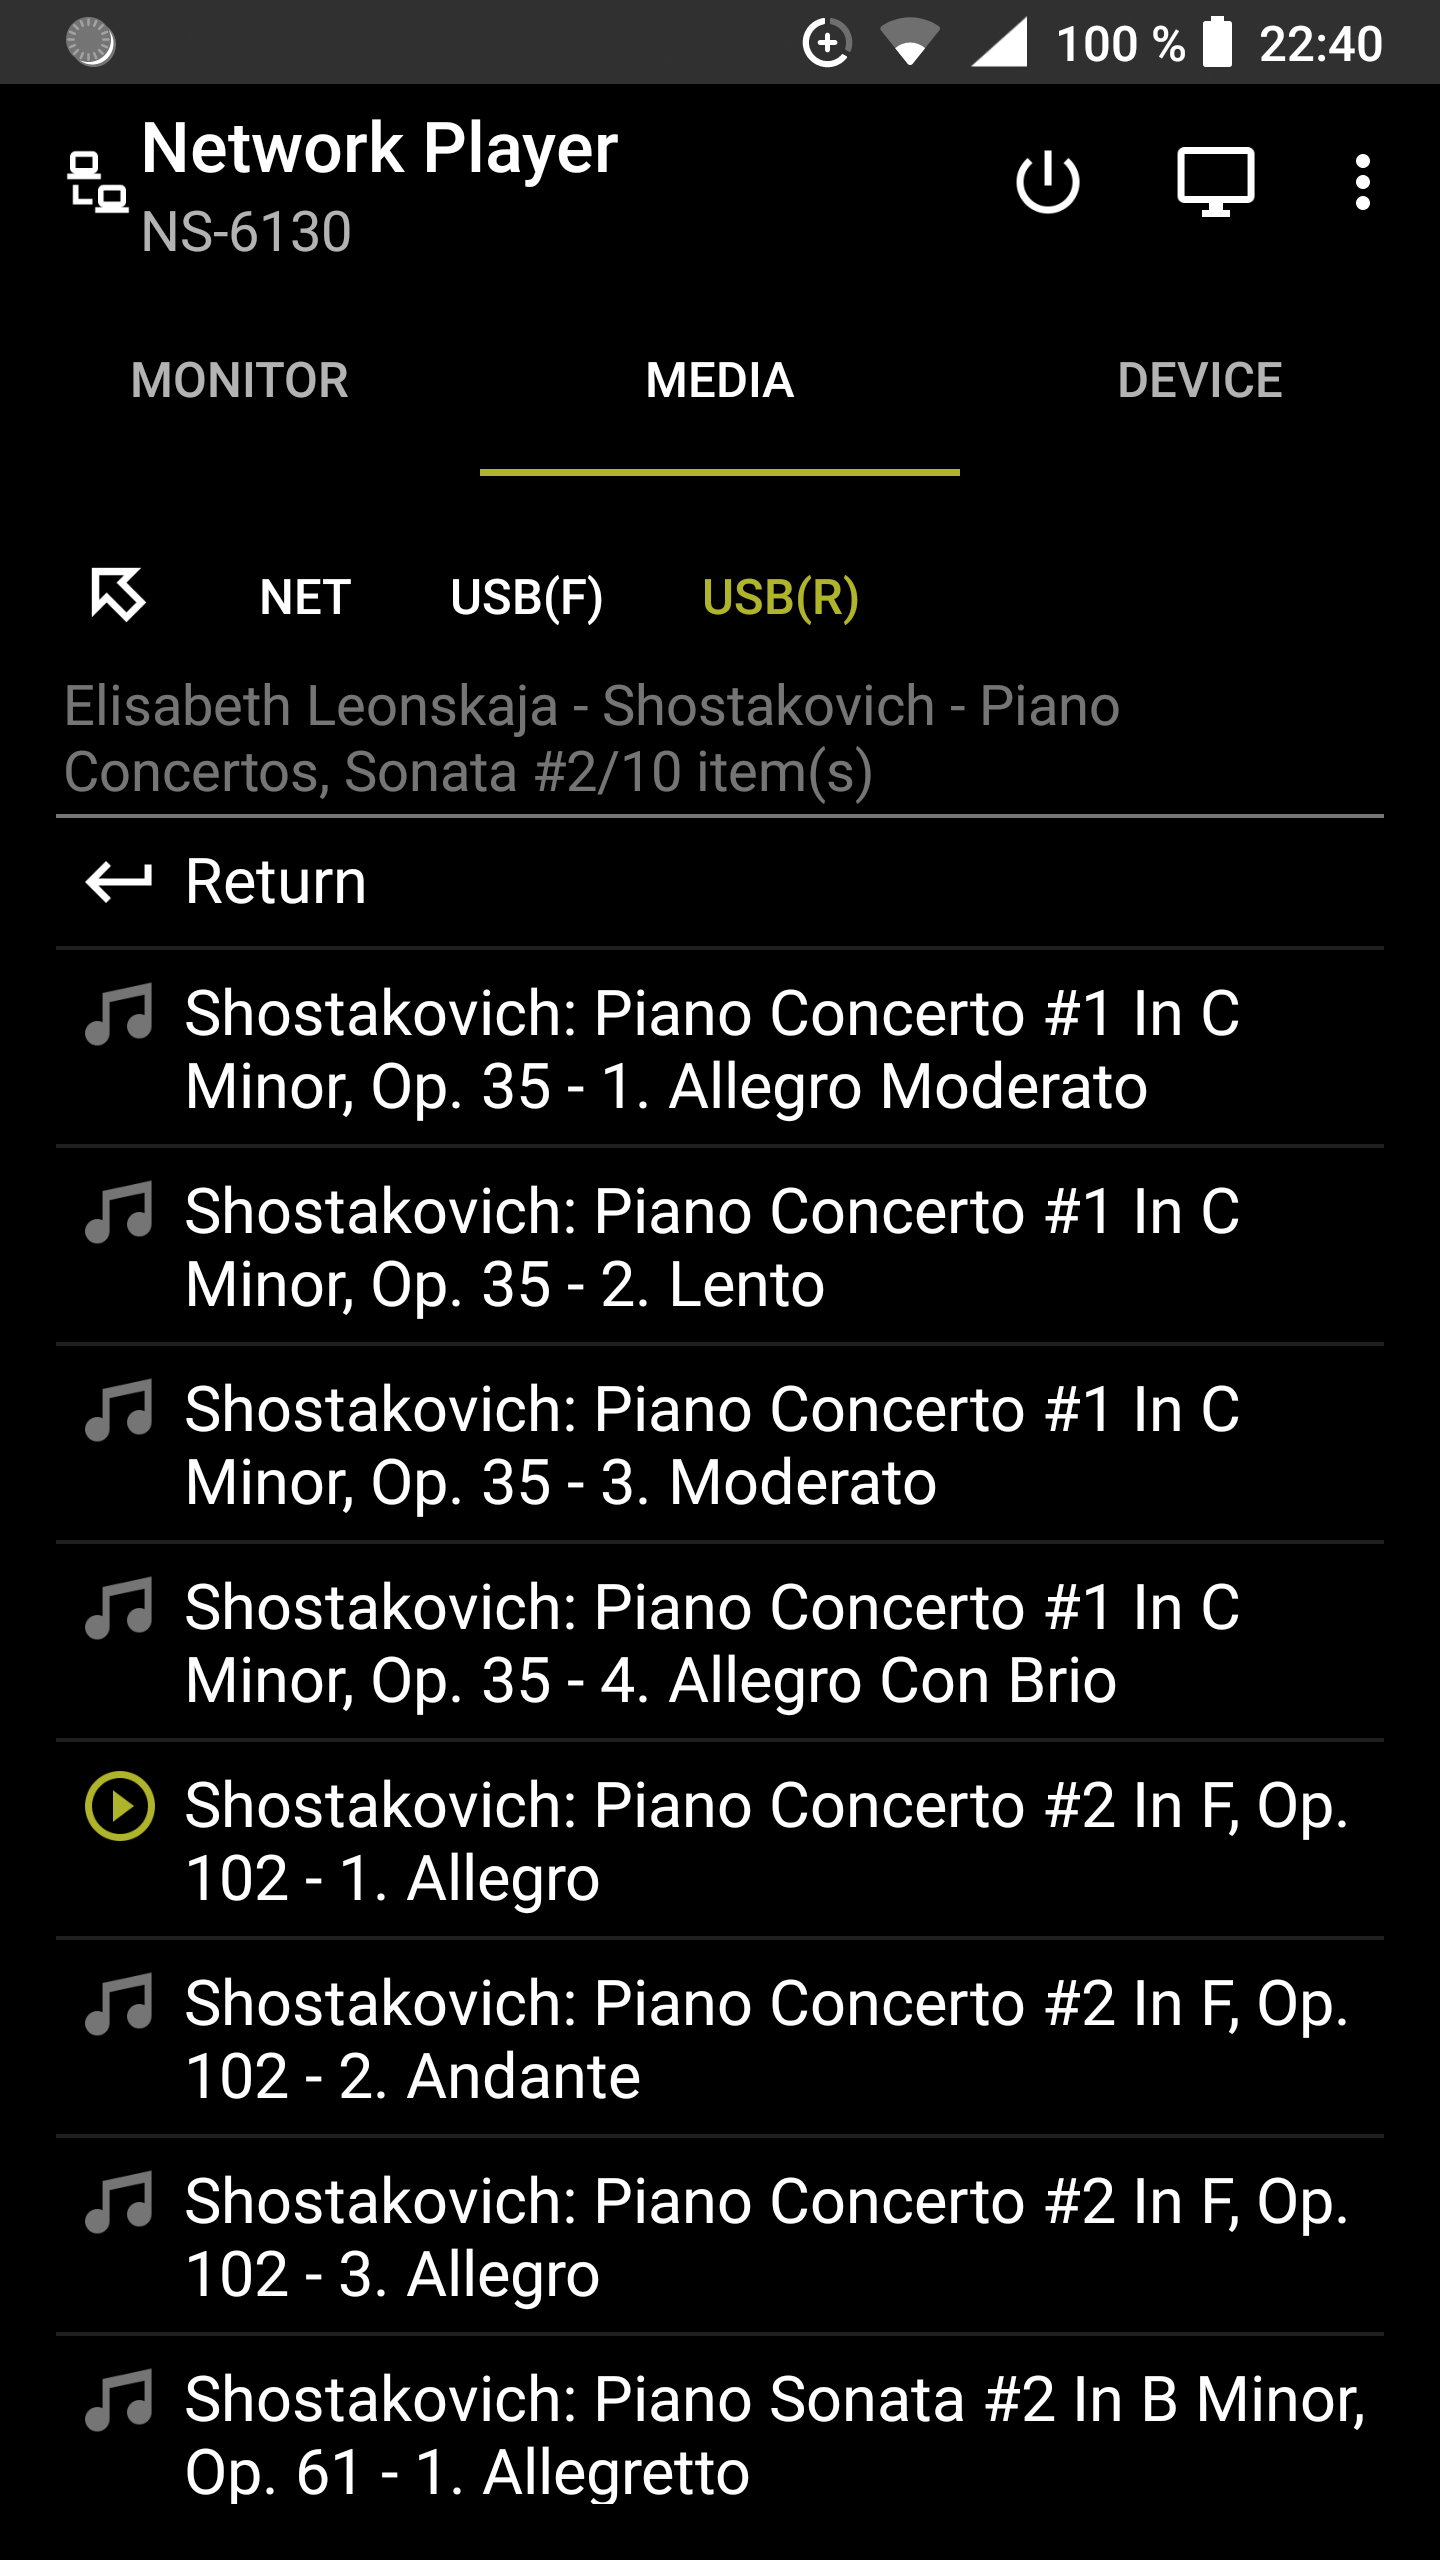 100 % 22:40
Network Player
NS-6130
MONITOR MEDIA DEVICE
NET USB(F) USB(R)
Elisabeth Leonskaja - Shostakovich - Piano
Concertos, Sonata #2/10 item(s)
Return
Shostakovich: Piano Concerto #1 In C
Minor, Op. 35 - 1. Allegro Moderato
Shostakovich: Piano Concerto #1 In C
Minor, Op. 35 - 2. Lento
Shostakovich: Piano Concerto #1 In C
Minor, Op. 35 - 3. Moderato
Shostakovich: Piano Concerto #1 In C
Minor, Op. 35 - 4. Allegro Con Brio
Shostakovich: Piano Concerto #2 In F, Op.
102 - 1. Allegro
Shostakovich: Piano Concerto #2 In F, Op.
102 - 2. Andante
Shostakovich: Piano Concerto #2 In F, Op.
102 - 3. Allegro
Shostakovich: Piano Sonata #2 In B Minor,
Op. 61 - 1. Allegretto